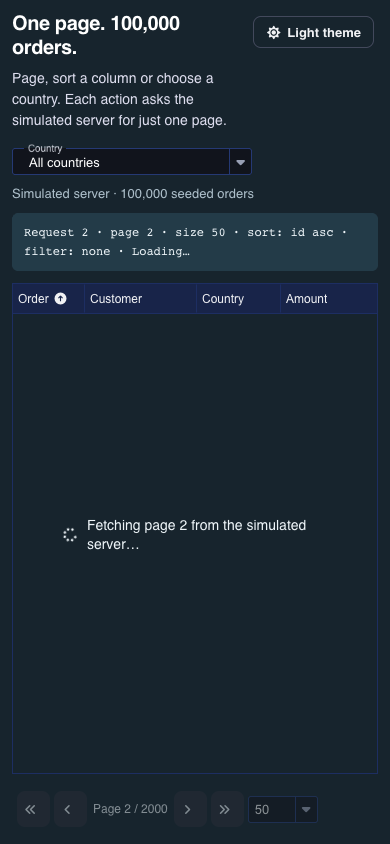 One page. 100,000
orders.
Light theme
Page, sort a column or choose a
country. Each action asks the
simulated server for just one page.
Country
All countries
Simulated server · 100,000 seeded orders
Request 2 · page 2 · size 50 · sort: id asc ·
filter: none · Loading…
Order Customer Country Amount
Fetching page 2 from the simulated
server…
Page 2 / 2000 50